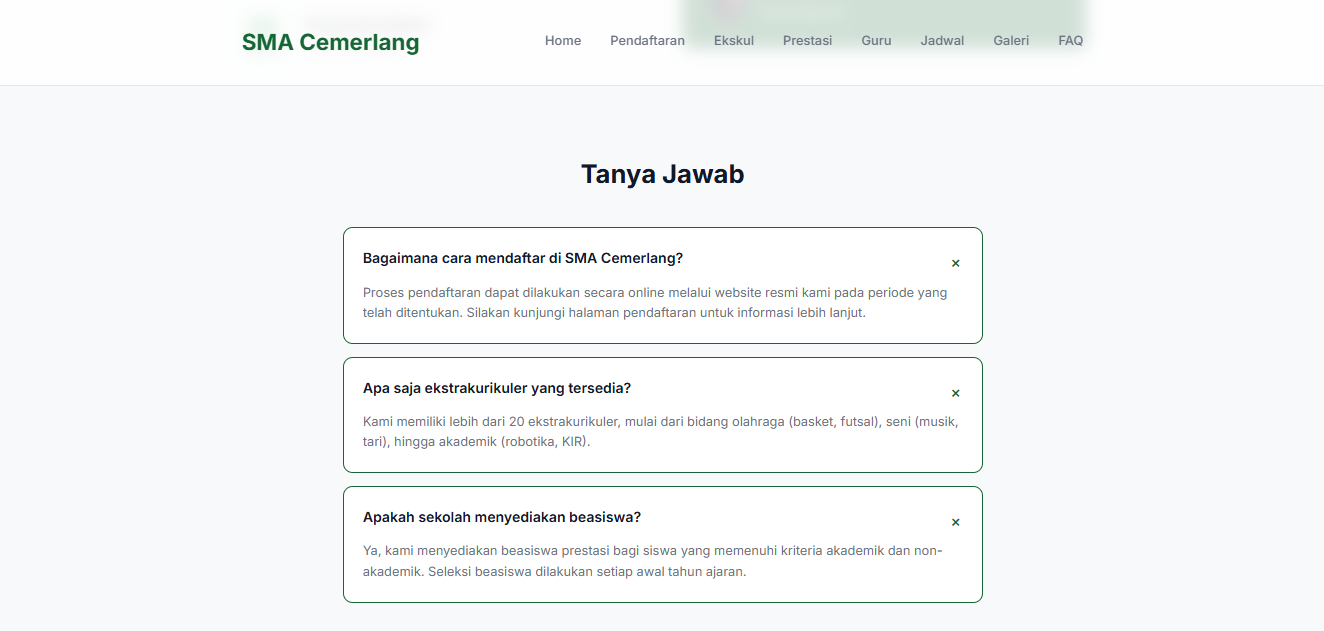 SMA Cemerlang
Home Pendaftaran Ekskul Prestasi Guru Jadwal Galeri FAQ
Tanya Jawab
Bagaimana cara mendaftar di SMA Cemerlang?
Proses pendaftaran dapat dilakukan secara online melalui website resmi kami pada periode yang
telah ditentukan. Silakan kunjungi halaman pendaftaran untuk informasi lebih lanjut.
Apa saja ekstrakurikuler yang tersedia?
Kami memiliki lebih dari 20 ekstrakurikuler, mulai dari bidang olahraga (basket, futsal), seni (musik,
tari), hingga akademik (robotika, KIR).
Apakah sekolah menyediakan beasiswa?
Ya, kami menyediakan beasiswa prestasi bagi siswa yang memenuhi kriteria akademik dan non-
akademik. Seleksi beasiswa dilakukan setiap awal tahun ajaran.